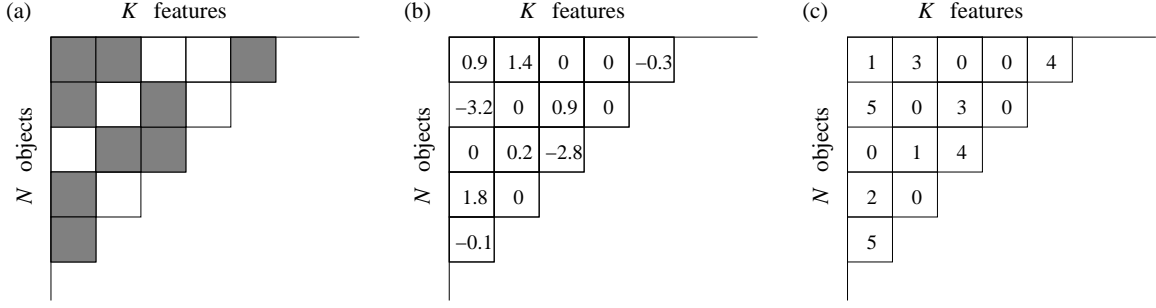 (a) K features
N objects
(b) K features
N objects
0.9 1.4 0 0 −0.3
−3.2 0 0.9 0
0 0.2 −2.8
1.8 0
−0.1
(c) K features
N objects
1 3 0 0 4
5 0 3 0
0 1 4
2 0
5